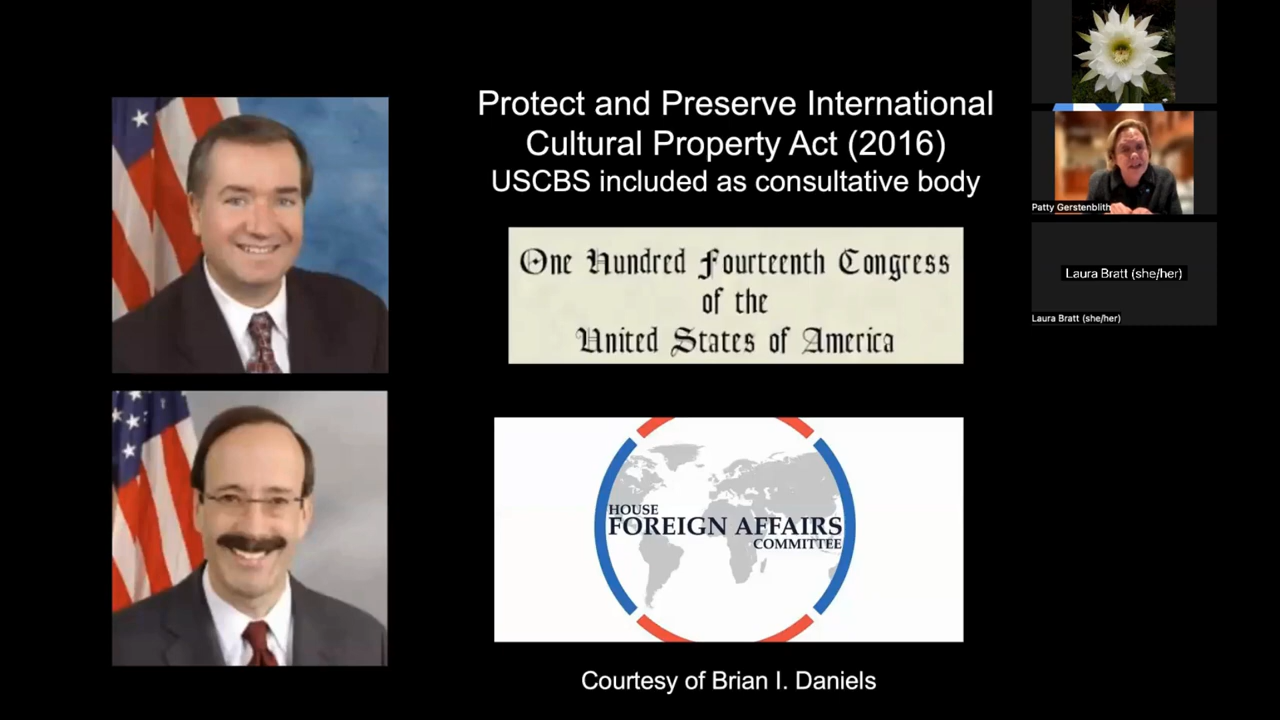 Protect and Preserve International
Cultural Property Act (2016)
USCBS included as consultative body
One Hundred Fourteenth Congress
of the
United States of America
HOUSE
FOREIGN AFFAIRS
COMMITTEE
Courtesy of Brian I. Daniels
Patty Gerstenblith
Laura Bratt (she/her)
Laura Bratt (she/her)